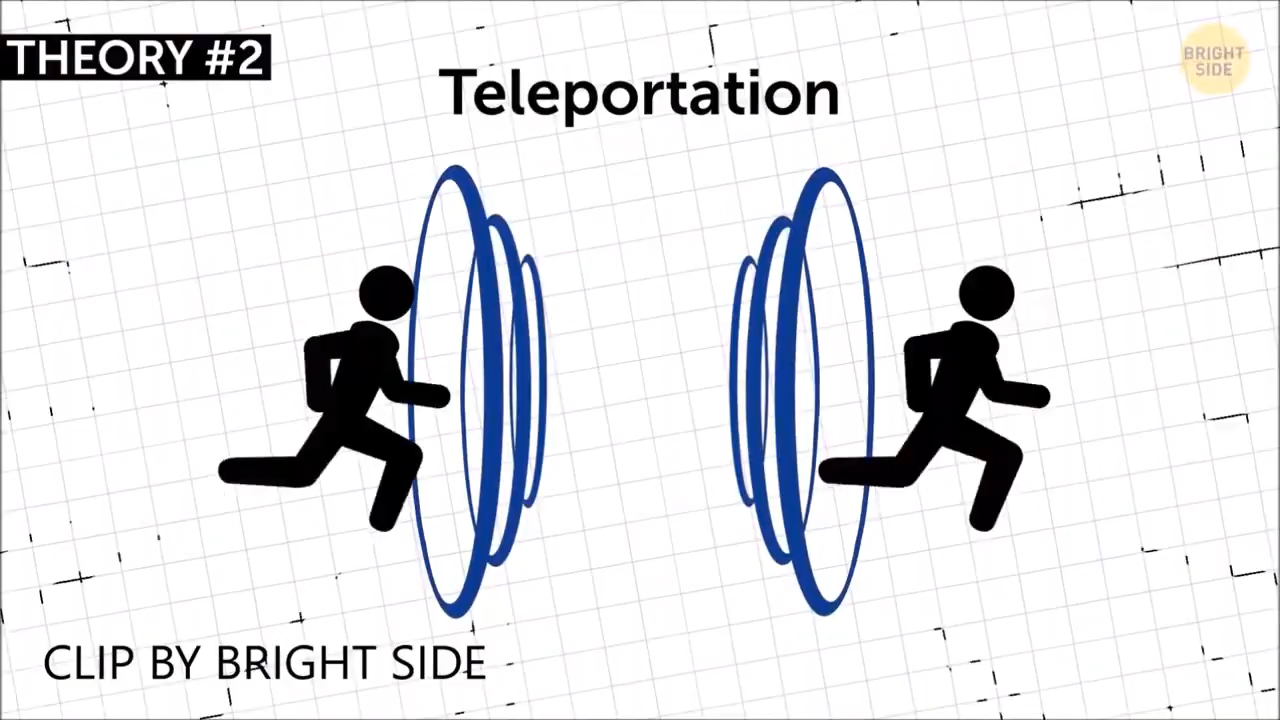 THEORY #2
BRIGHT
SIDE
Teleportation
CLIP BY BRIGHT SIDE